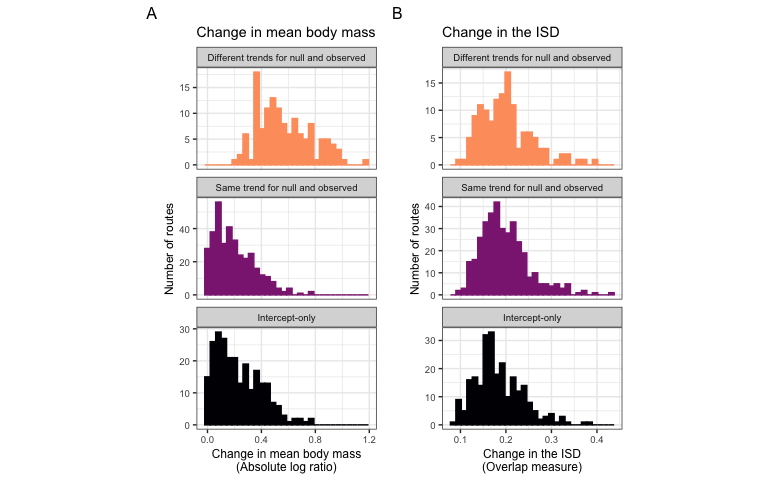 A
Change in mean body mass
Different trends for null and observed
15
10
5
0
Same trend for null and observed
40
20
0
Intercept-only
30
20
10
0
0.0 0.4 0.8 1.2
Number of routes
Change in mean body mass
(Absolute log ratio)
B
Change in the ISD
Different trends for null and observed
15
10
5
0
Same trend for null and observed
40
30
20
10
0
Intercept-only
30
20
10
0
0.1 0.2 0.3 0.4
Number of routes
Change in the ISD
(Overlap measure)